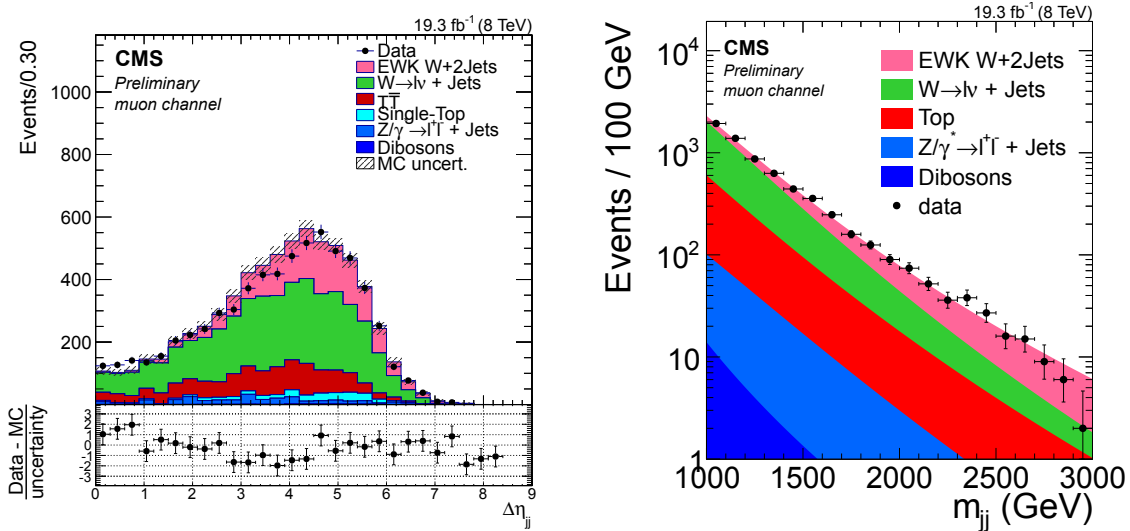 19.3 fb⁻¹ (8 TeV)
Events/0.30
CMS
Preliminary
muon channel
Data
EWK W+2Jets
W→lν + Jets
TT̅
Single-Top
Z/γ →l⁺l⁻ + Jets
Dibosons
MC uncert.
1000
800
600
400
200
Data - MC
uncertainty
3
2
1
0
-1
-2
-3
0 1 2 3 4 5 6 7 8 9
Δη_jj
19.3 fb⁻¹ (8 TeV)
Events / 100 GeV
CMS
Preliminary
muon channel
EWK W+2Jets
W→lν + Jets
Top
Z/γ* →l⁺l⁻ + Jets
Dibosons
data
10⁴
10³
10²
10
1
1000 1500 2000 2500 3000
m_jj (GeV)